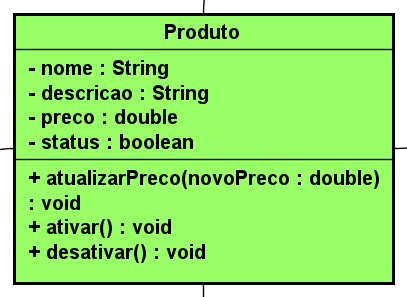 Produto
- nome : String
- descricao : String
- preco : double
- status : boolean
+ atualizarPreco(novoPreco : double)
: void
+ ativar() : void
+ desativar() : void